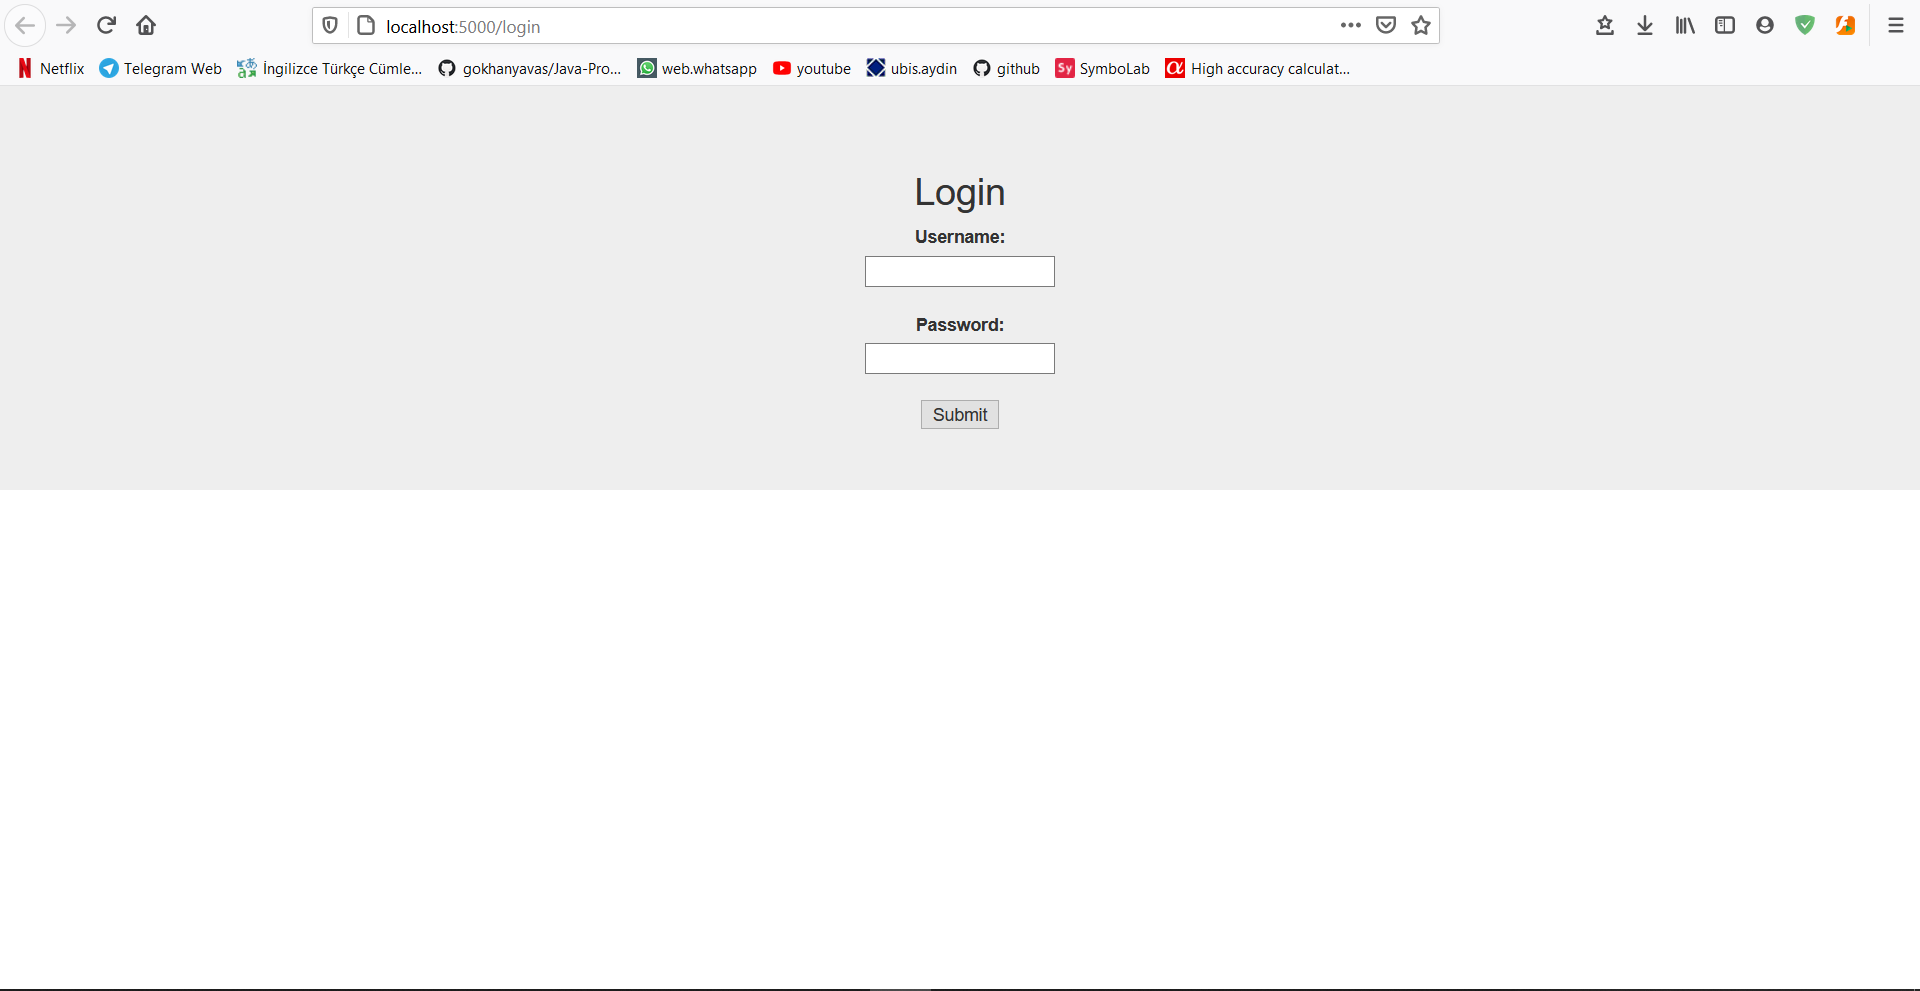 localhost:5000/login
Netflix Telegram Web İngilizce Türkçe Cümle... gokhanyavas/Java-Pro... web.whatsapp youtube ubis.aydin github Sy SymboLab α High accuracy calculat...
Login
Username:
Password:
Submit